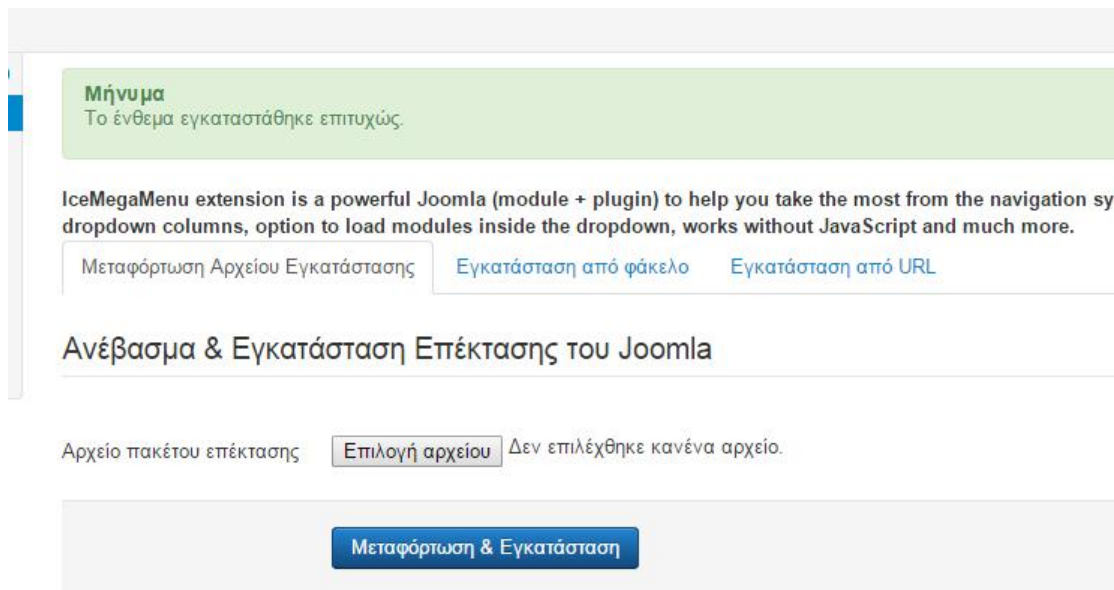 Μήνυμα
Το ένθεμα εγκαταστάθηκε επιτυχώς.
IceMegaMenu extension is a powerful Joomla (module + plugin) to help you take the most from the navigation sy
dropdown columns, option to load modules inside the dropdown, works without JavaScript and much more.
Μεταφόρτωση Αρχείου Εγκατάστασης Εγκατάσταση από φάκελο Εγκατάσταση από URL
Ανέβασμα & Εγκατάσταση Επέκτασης του Joomla
Αρχείο πακέτου επέκτασης Επιλογή αρχείου Δεν επιλέχθηκε κανένα αρχείο.
Μεταφόρτωση & Εγκατάσταση